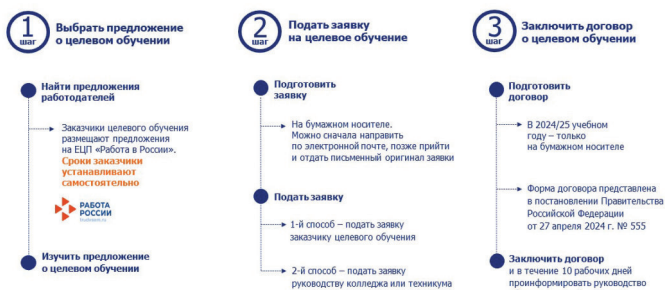 1
шаг
Выбрать предложение
о целевом обучении
Найти предложения
работодателей
Заказчики целевого обучения
размещают предложения
на ЕЦП «Работа в России».
Сроки заказчики
устанавливают
самостоятельно
РАБОТА
РОССИИ
Изучить предложение
о целевом обучении
2
шаг
Подать заявку
на целевое обучение
Подготовить
заявку
На бумажном носителе.
Можно сначала направить
по электронной почте, позже прийти
и отдать письменный оригинал заявки
Подать заявку
1-й способ – подать заявку
заказчику целевого обучения
2-й способ – подать заявку
руководству колледжа или техникума
3
шаг
Заключить договор
о целевом обучении
Подготовить
договор
В 2024/25 учебном
году – только
на бумажном носителе
Форма договора представлена
в постановлении Правительства
Российской Федерации
от 27 апреля 2024 г. № 555
Заключить договор
и в течение 10 рабочих дней
проинформировать руководство